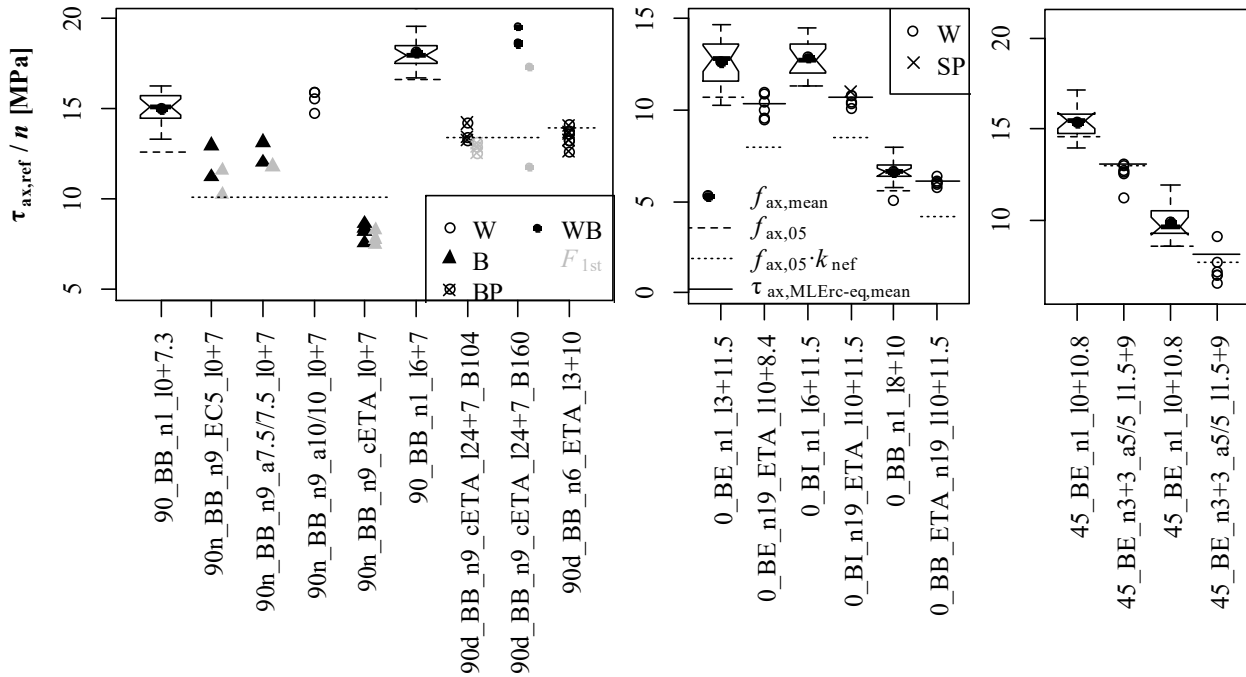 τax,ref / n [MPa]
20
15
10
5
W
B
BP
WB
F1st
90_BB_n1_l0+7.3
90n_BB_n9_EC5_l0+7
90n_BB_n9_a7.5/7.5_l0+7
90n_BB_n9_a10/10_l0+7
90n_BB_n9_cETA_l0+7
90_BB_n1_l6+7
90d_BB_n9_cETA_l24+7_B104
90d_BB_n9_cETA_l24+7_B160
90d_BB_n6_ETA_l3+10
15
10
5
0
W
SP
fax,mean
fax,05
fax,05·knef
τax,MLErc-eq,mean
0_BE_n1_l3+11.5
0_BE_n19_ETA_l10+8.4
0_BI_n1_l6+11.5
0_BI_n19_ETA_l10+11.5
0_BB_n1_l8+10
0_BB_ETA_n19_l10+11.5
20
15
10
45_BE_n1_l0+10.8
45_BE_n3+3_a5/5_l1.5+9
45_BE_n1_l0+10.8
45_BE_n3+3_a5/5_l1.5+9